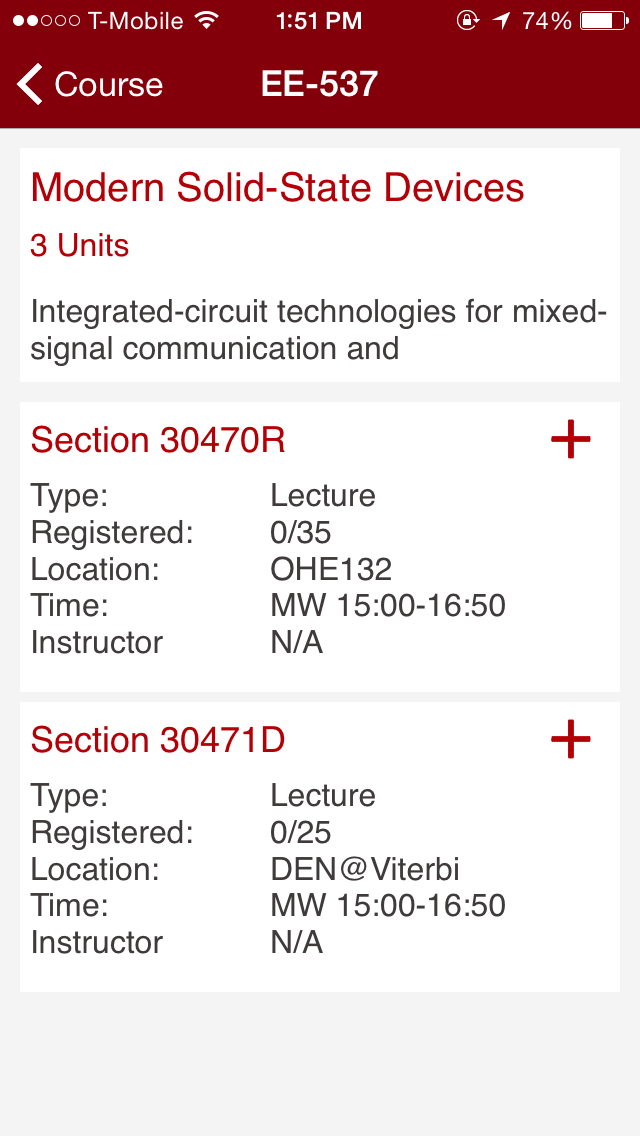 T-Mobile 1:51 PM 74%
Course EE-537
Modern Solid-State Devices
3 Units
Integrated-circuit technologies for mixed-
signal communication and
Section 30470R
Type: Lecture
Registered: 0/35
Location: OHE132
Time: MW 15:00-16:50
Instructor N/A
Section 30471D
Type: Lecture
Registered: 0/25
Location: DEN@Viterbi
Time: MW 15:00-16:50
Instructor N/A